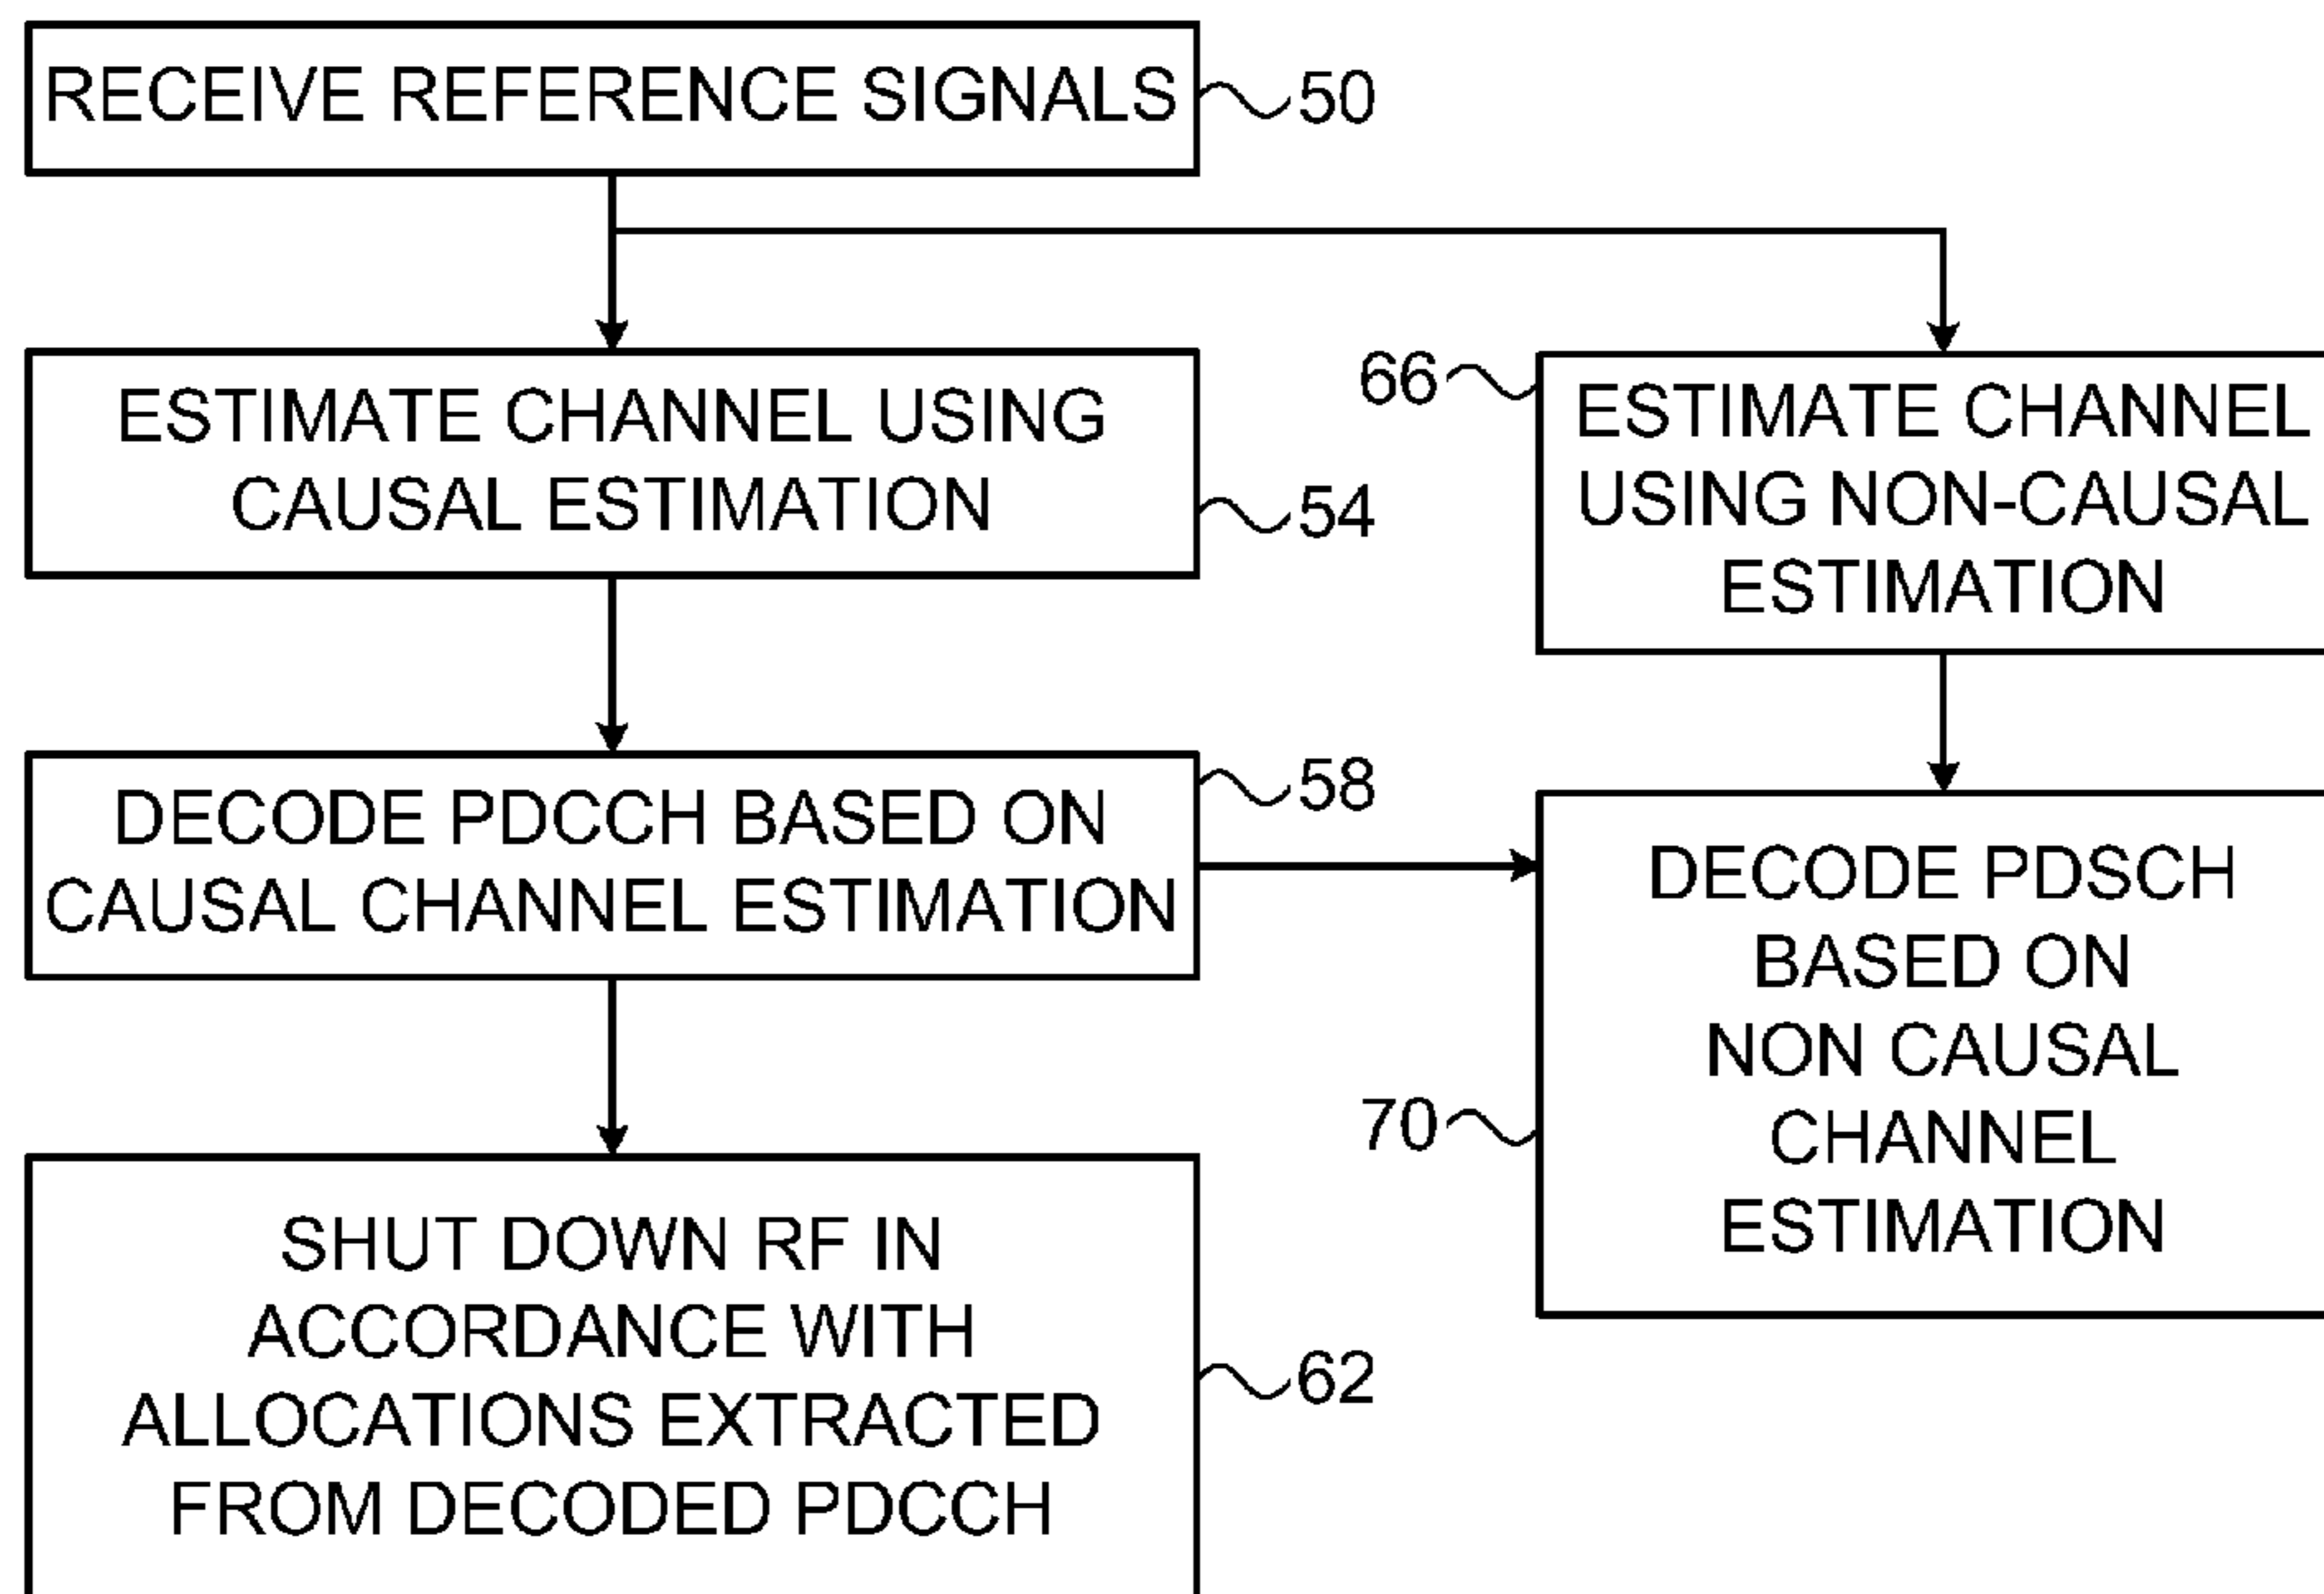 RECEIVE REFERENCE SIGNALS
50
ESTIMATE CHANNEL USING
CAUSAL ESTIMATION
54
66
ESTIMATE CHANNEL
USING NON-CAUSAL
ESTIMATION
DECODE PDCCH BASED ON
CAUSAL CHANNEL ESTIMATION
58
DECODE PDSCH
BASED ON
NON CAUSAL
CHANNEL
ESTIMATION
70
SHUT DOWN RF IN
ACCORDANCE WITH
ALLOCATIONS EXTRACTED
FROM DECODED PDCCH
62